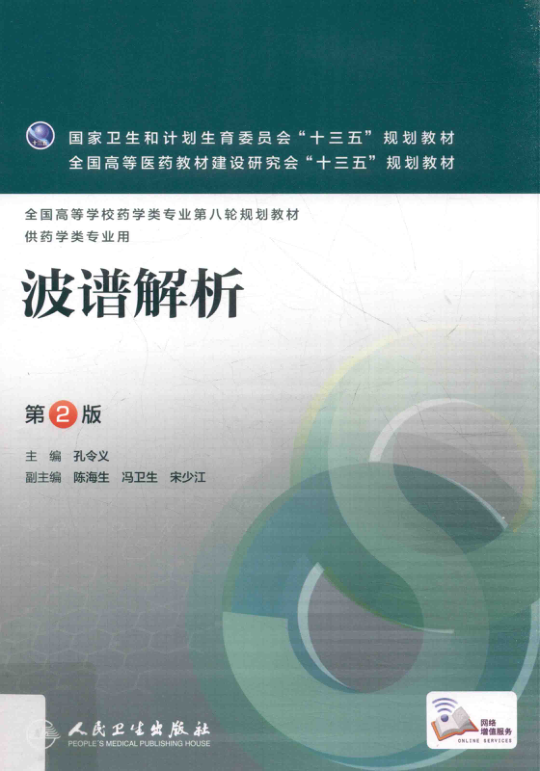 国家卫生和计划生育委员会“十三五”规划教材
全国高等医药教材建设研究会“十三五”规划教材
全国高等学校药学类专业第八轮规划教材
供药学类专业用
波谱解析
第2版
主 编 孔令义
副主编 陈海生 冯卫生 宋少江
人民卫生出版社
PEOPLE'S MEDICAL PUBLISHING HOUSE
网络
增值服务
ONLINE SERVICES